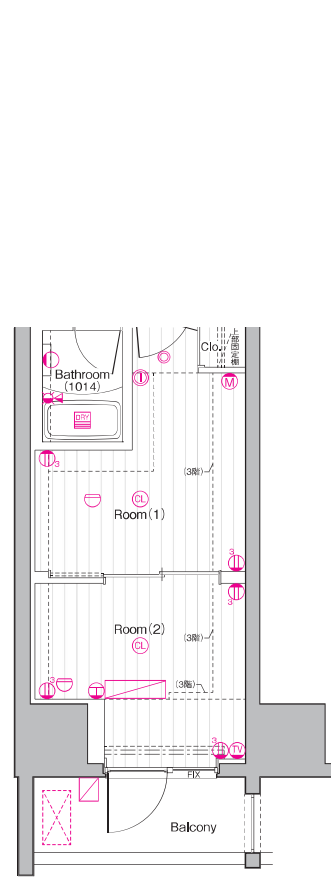 Clo.
上部固定棚
Bathroom
(1014)
M
DRY
3
(3階)
CL
Room(1)
3
3
Room(2)
(3階)
CL
(3階)
3
3
TV
FIX
Balcony